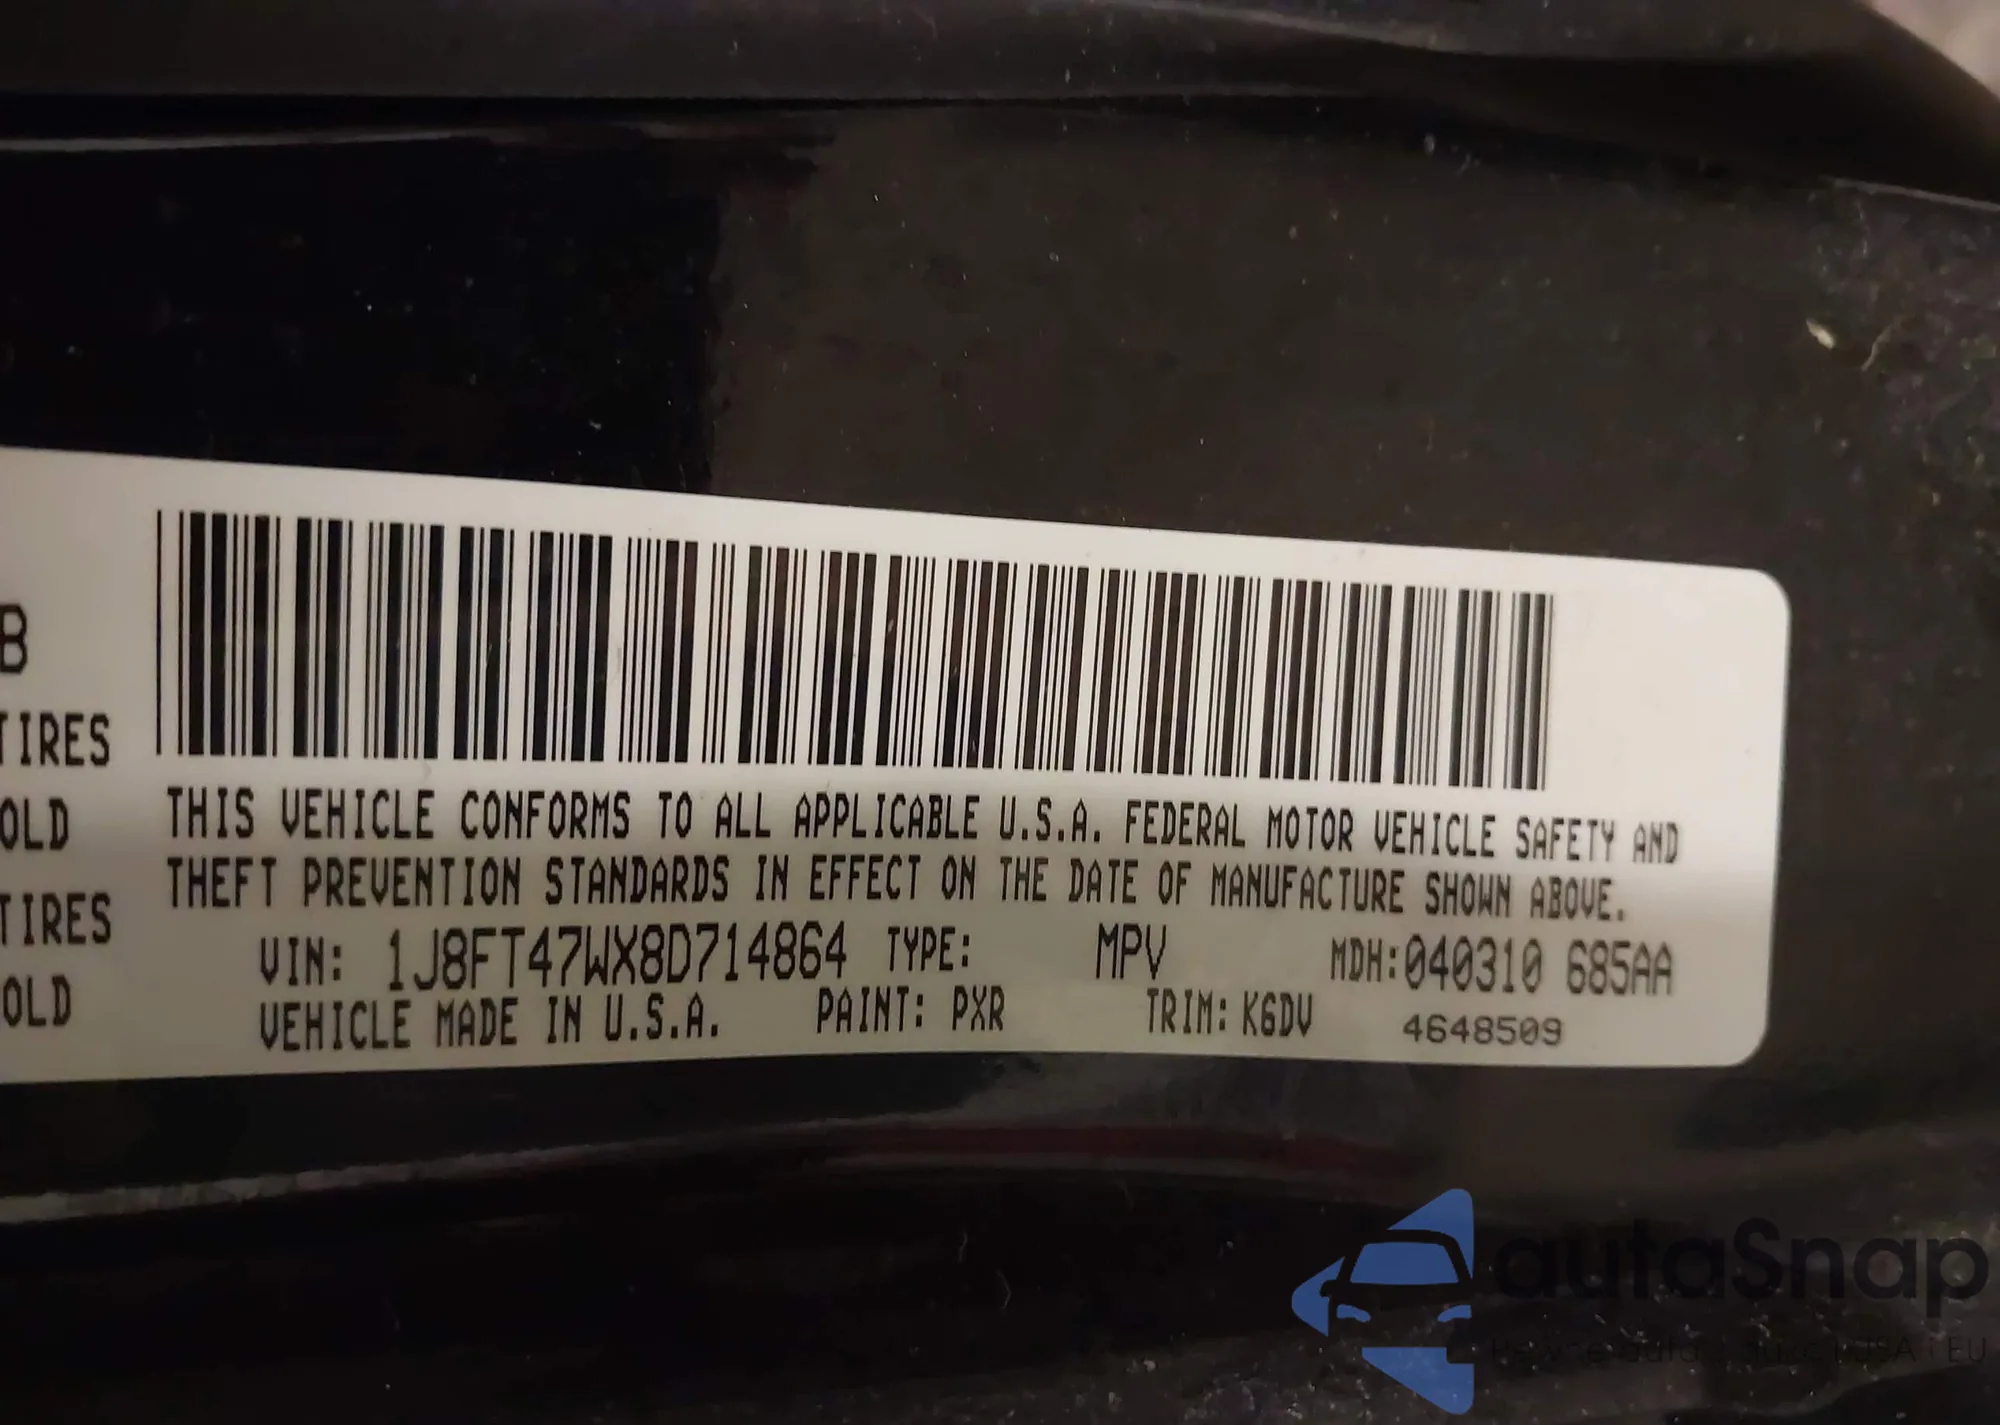 B
TIRES
OLD
TIRES
OLD
THIS VEHICLE CONFORMS TO ALL APPLICABLE U.S.A. FEDERAL MOTOR VEHICLE SAFETY AND
THEFT PREVENTION STANDARDS IN EFFECT ON THE DATE OF MANUFACTURE SHOWN ABOVE.
VIN: 1J8FT47WX8D714864 TYPE: MPV MDH:040310 685AA
VEHICLE MADE IN U.S.A. PAINT: PXR TRIM: K6DV 4648509
autaSnap